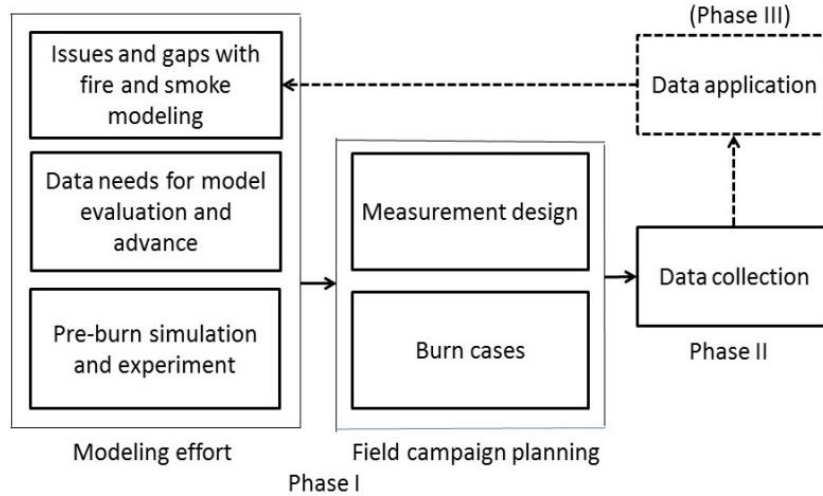 Issues and gaps with
fire and smoke
modeling
Data needs for model
evaluation and
advance
Pre-burn simulation
and experiment
Modeling effort
Measurement design
Burn cases
Field campaign planning
Phase I
(Phase III)
Data application
Data collection
Phase II